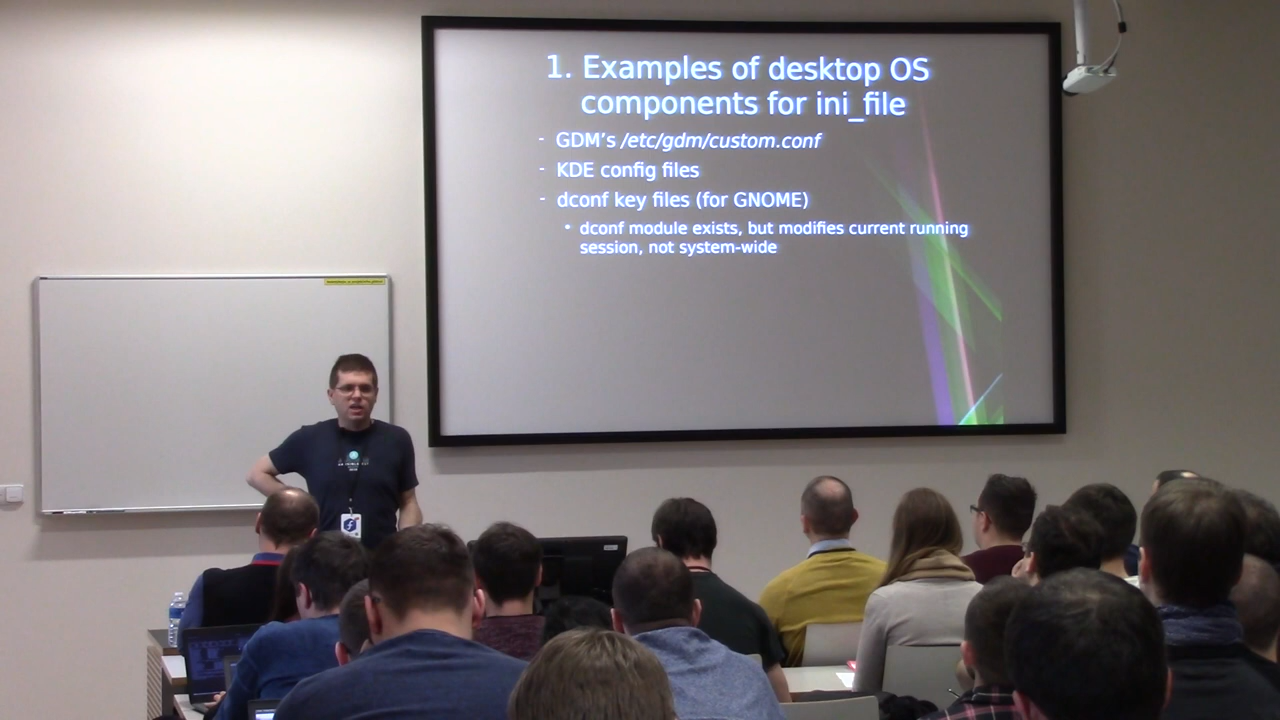 1. Examples of desktop OS
components for ini_file
- GDM's /etc/gdm/custom.conf
- KDE config files
- dconf key files (for GNOME)
• dconf module exists, but modifies current running
session, not system-wide